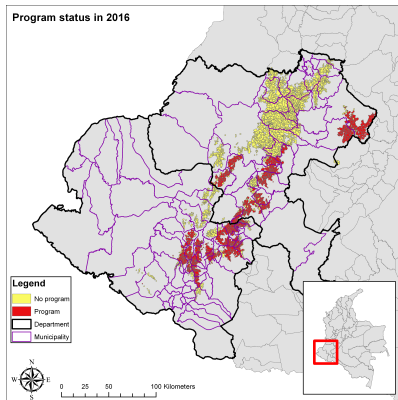 Program status in 2016
Legend
No program
Program
Department
Municipality
N
W
E
S
0
25
50
100 Kilometers